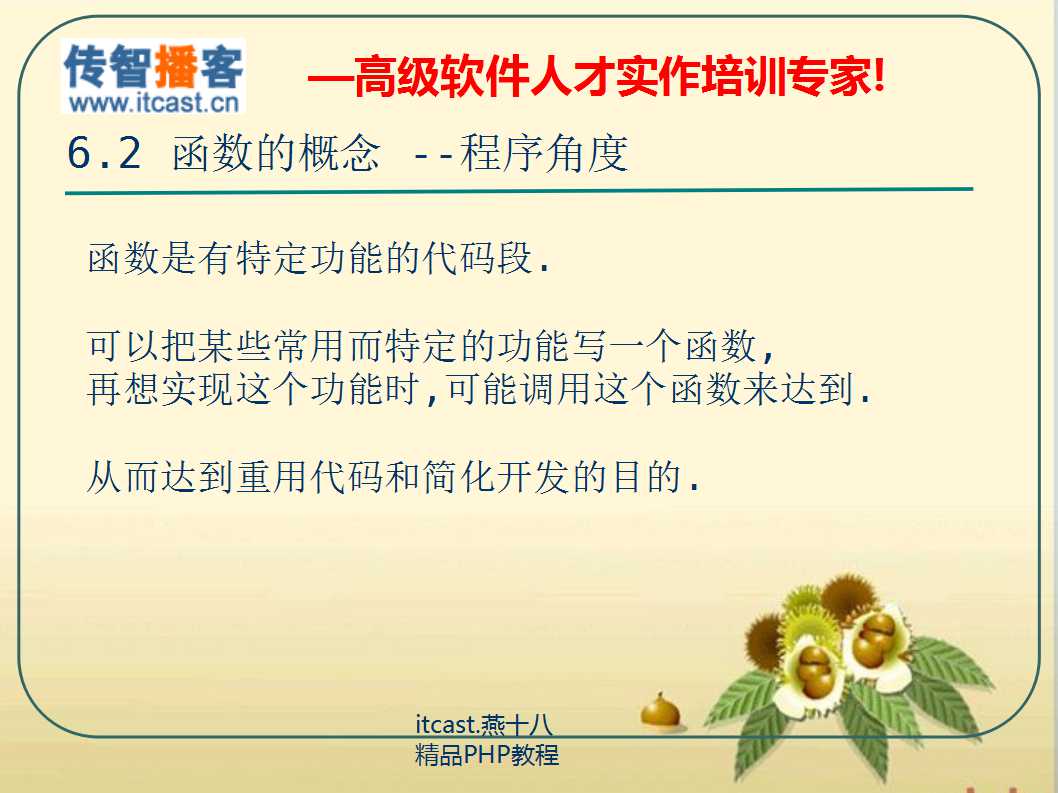 传智播客
www.itcast.cn
—高级软件人才实作培训专家!
6.2 函数的概念 --程序角度
函数是有特定功能的代码段.
可以把某些常用而特定的功能写一个函数,
再想实现这个功能时,可能调用这个函数来达到.
从而达到重用代码和简化开发的目的.
itcast.燕十八
精品PHP教程